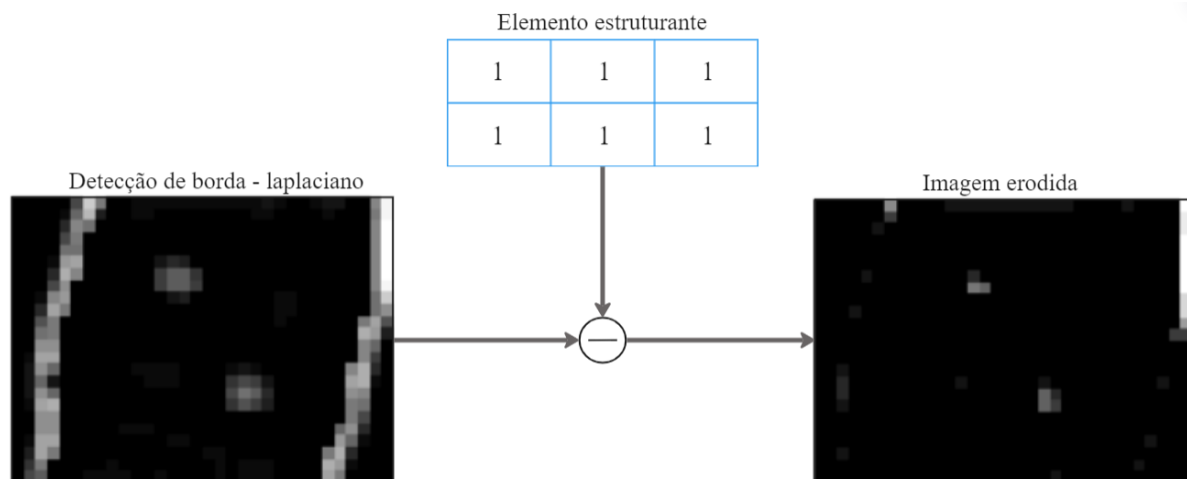 Elemento estruturante
1 1 1
1 1 1
Detecção de borda - laplaciano
Imagem erodida